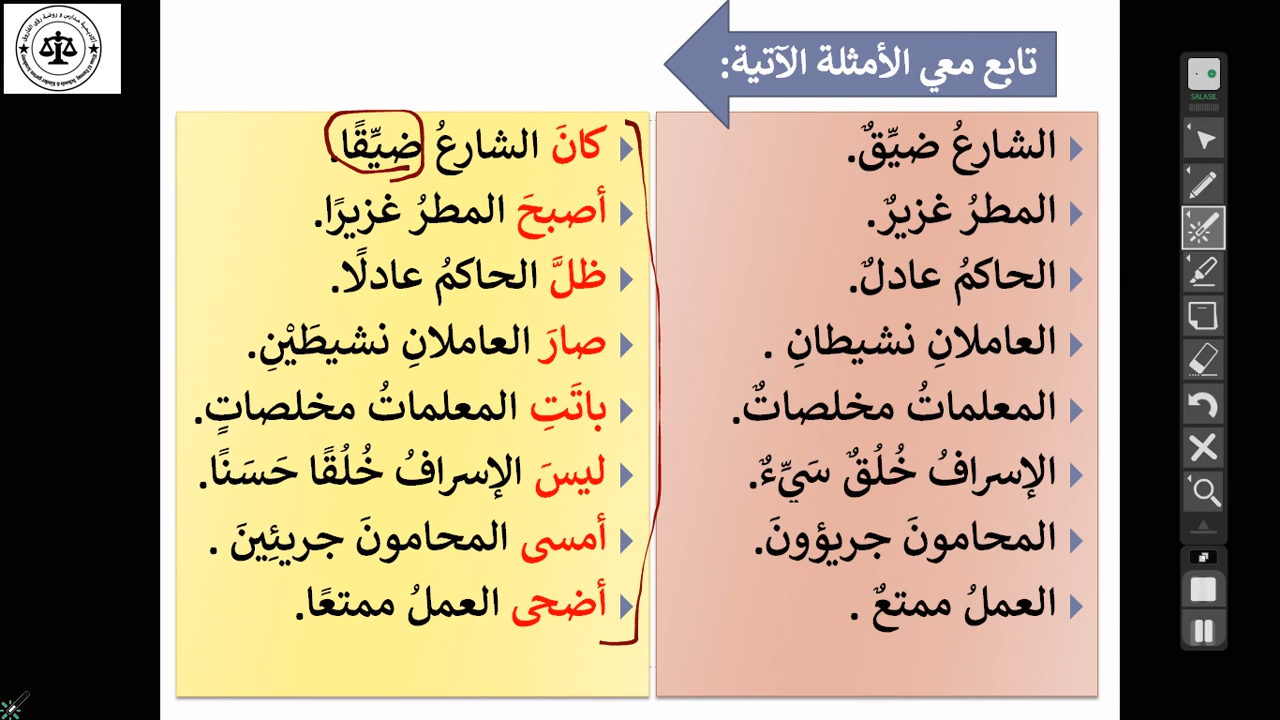 تابع معي الأمثلة الآتية:
الشارعُ ضيِّقٌ.
المطرُ غزيرٌ.
الحاكمُ عادلٌ.
العاملانِ نشيطانِ .
المعلماتُ مخلصاتٌ.
الإسرافُ خُلُقٌ سَيِّءٌ.
المحامونَ جريؤونَ.
العملُ ممتعٌ .
كانَ الشارعُ ضيِّقًا.
أصبحَ المطرُ غزيرًا.
ظلَّ الحاكمُ عادلًا.
صارَ العاملانِ نشيطَيْنِ.
باتَتِ المعلماتُ مخلصاتٍ.
ليسَ الإسرافُ خُلُقًا حَسَنًا.
أمسى المحامونَ جريئِينَ .
أضحى العملُ ممتعًا.
SALASIL